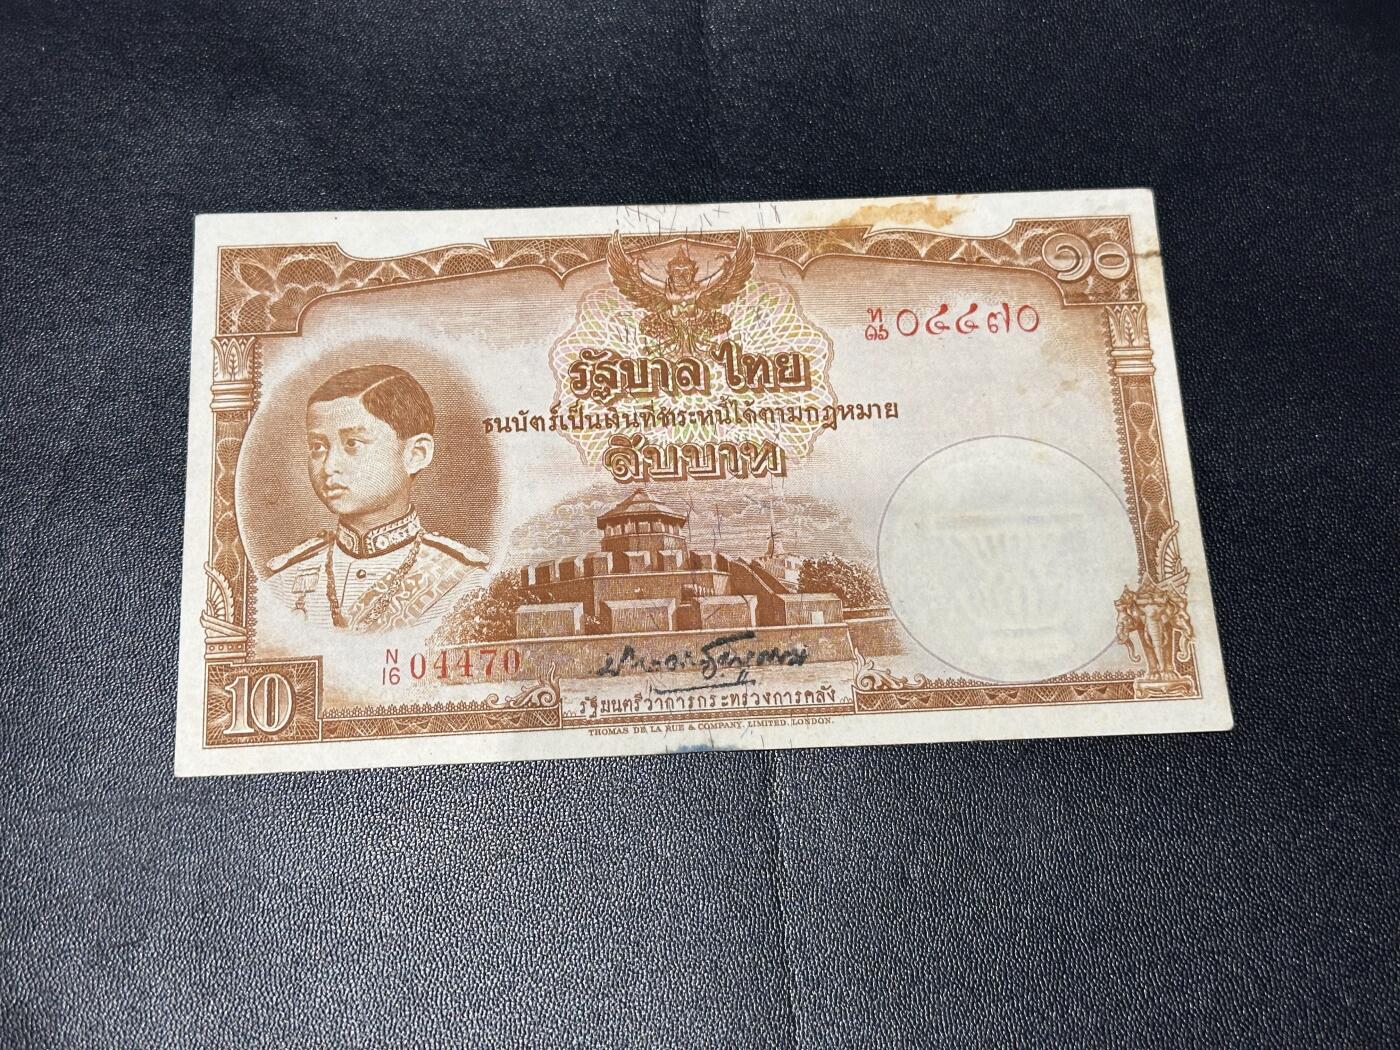 ๑๐
ท
๑๖ ๐๔๔๗๐
รัฐบาลไทย
ธนบัตร์เป็นเงินที่ชำระหนี้ได้ตามกฎหมาย
สิบบาท
N
16 04470
รัฐมนตรีว่าการกระทรวงการคลัง
10
THOMAS DE LA RUE & COMPANY, LIMITED, LONDON.